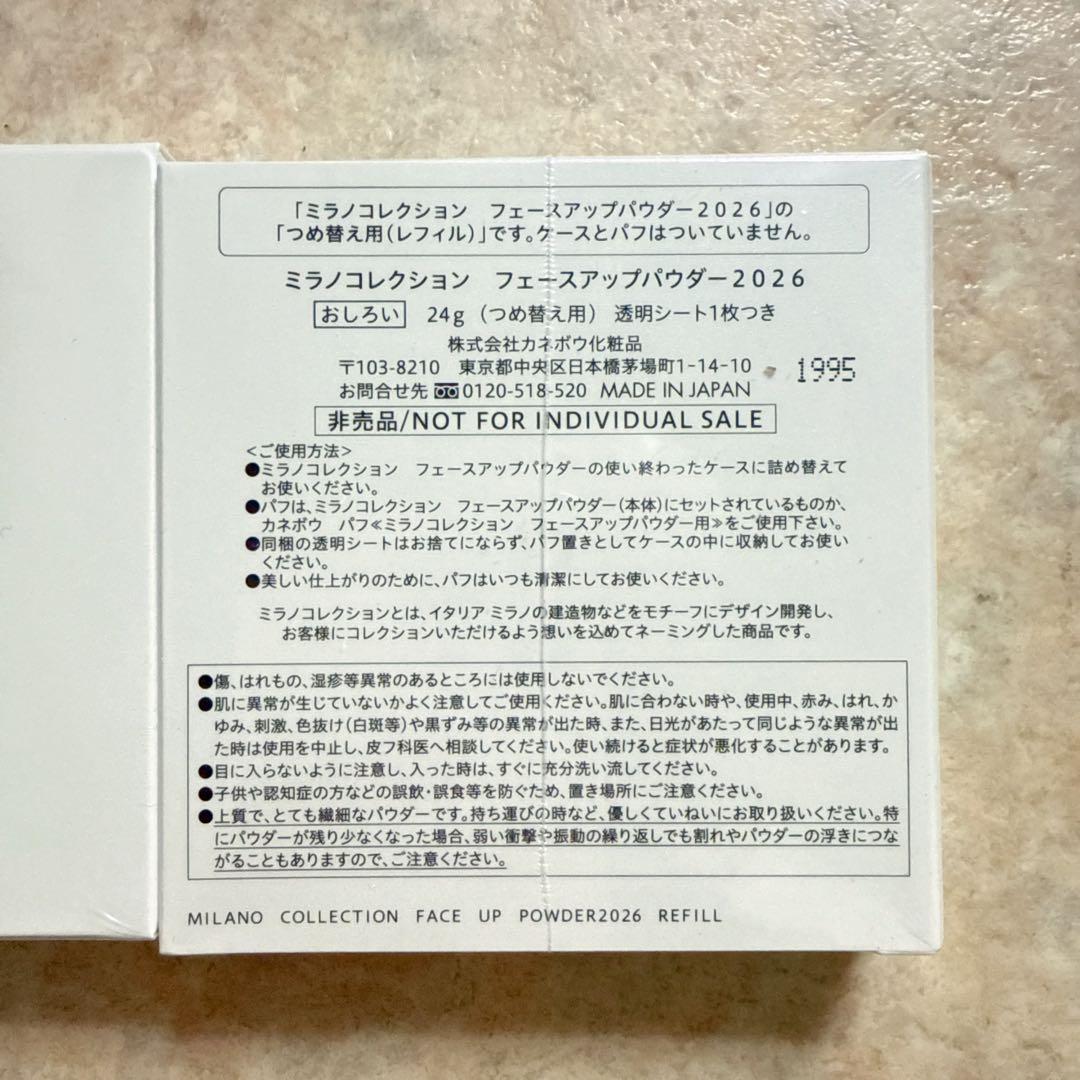 「ミラノコレクション　フェースアップパウダー2026」の
「つめ替え用(レフィル)」です。ケースとパフはついていません。
ミラノコレクション　フェースアップパウダー2026
おしろい　24g（つめ替え用）透明シート1枚つき
株式会社カネボウ化粧品
〒103-8210　東京都中央区日本橋茅場町1-14-10
1995
お問合せ先 0120-518-520 MADE IN JAPAN
非売品/NOT FOR INDIVIDUAL SALE
<ご使用方法>
●ミラノコレクション　フェースアップパウダーの使い終わったケースに詰め替えて
お使いください。
●パフは、ミラノコレクション　フェースアップパウダー(本体)にセットされているものか、
カネボウ　パフ≪ミラノコレクション　フェースアップパウダー用≫をご使用下さい。
●同梱の透明シートはお捨てにならず、パフ置きとしてケースの中に収納してお使い
ください。
●美しい仕上がりのために、パフはいつも清潔にしてお使いください。
ミラノコレクションとは、イタリア ミラノの建造物などをモチーフにデザイン開発し、
お客様にコレクションいただけるよう想いを込めてネーミングした商品です。
●傷、はれもの、湿疹等異常のあるところには使用しないでください。
●肌に異常が生じていないかよく注意してご使用ください。肌に合わない時や、使用中、赤み、はれ、か
ゆみ、刺激、色抜け(白斑等)や黒ずみ等の異常が出た時、また、日光があたって同じような異常が出
た時は使用を中止し、皮フ科医へ相談してください。使い続けると症状が悪化することがあります。
●目に入らないように注意し、入った時は、すぐに充分洗い流してください。
●子供や認知症の方などの誤飲・誤食等を防ぐため、置き場所にご注意ください。
●上質で、とても繊細なパウダーです。持ち運びの時など、優しくていねいにお取り扱いください。特
にパウダーが残り少なくなった場合、弱い衝撃や振動の繰り返しでも割れやパウダーの浮きにつな
がることもありますので、ご注意ください。
MILANO COLLECTION FACE UP POWDER2026 REFILL